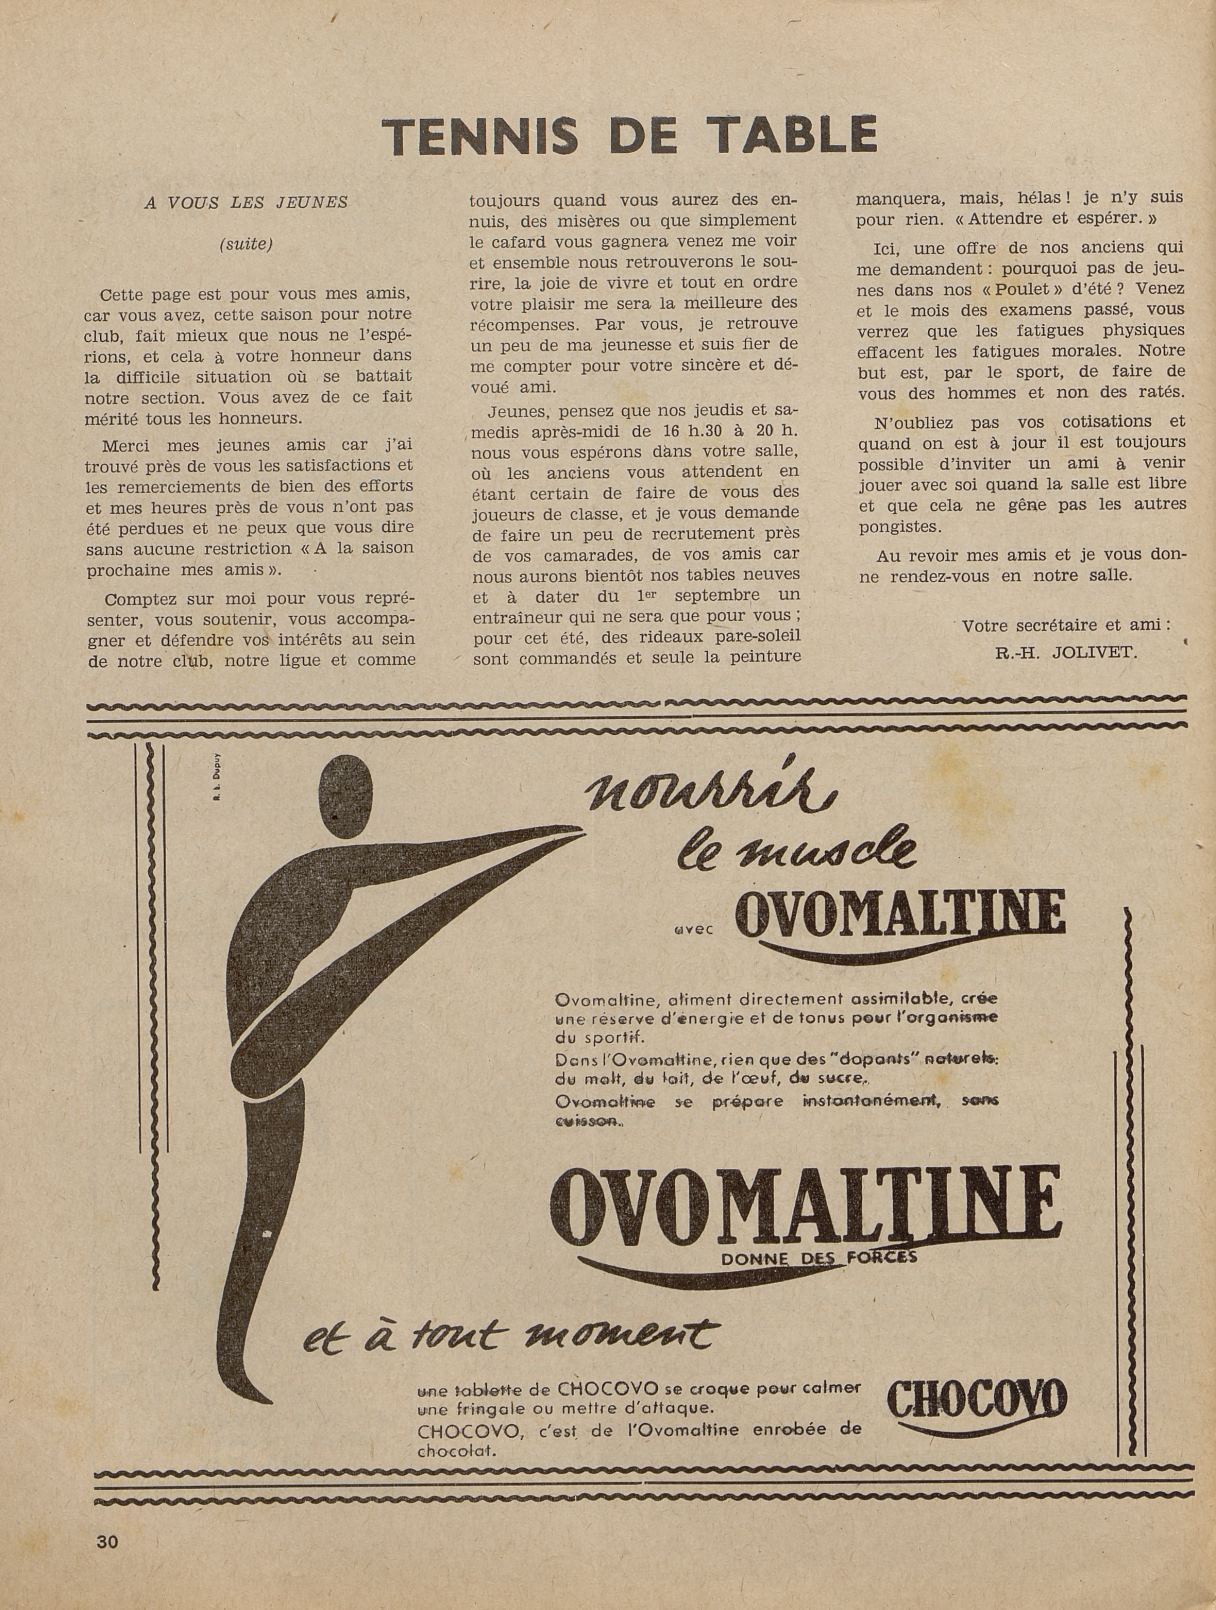 TENNIS DE TABLE
A VOUS LES JEUNES
(suite)
Cette page est pour vous mes amis,
car vous avez, cette saison pour notre
club, fait mieux que nous ne l'espé-
rions, et cela à votre honneur dans
la difficile situation où se battait
notre section. Vous avez de ce fait
mérité tous les honneurs.
Merci mes jeunes amis car j'ai
trouvé près de vous les satisfactions et
les remerciements de bien des efforts
et mes heures près de vous n'ont pas
été perdues et ne peux que vous dire
sans aucune restriction « A la saison
prochaine mes amis ».
Comptez sur moi pour vous repré-
senter, vous soutenir, vous accompa-
gner et défendre vos intérêts au sein
de notre club, notre ligue et comme
toujours quand vous aurez des en-
nuis, des misères ou que simplement
le cafard vous gagnera venez me voir
et ensemble nous retrouverons le sou-
rire, la joie de vivre et tout en ordre
votre plaisir me sera la meilleure des
récompenses. Par vous, je retrouve
un peu de ma jeunesse et suis fier de
me compter pour votre sincère et dé-
voué ami.
Jeunes, pensez que nos jeudis et sa-
medis après-midi de 16 h.30 à 20 h.
nous vous espérons dans votre salle,
où les anciens vous attendent en
étant certain de faire de vous des
joueurs de classe, et je vous demande
de faire un peu de recrutement près
de vos camarades, de vos amis car
nous aurons bientôt nos tables neuves
et à dater du 1er septembre un
entraîneur qui ne sera que pour vous ;
pour cet été, des rideaux pare-soleil
sont commandés et seule la peinture
manquera, mais, hélas ! je n'y suis
pour rien. « Attendre et espérer. »
Ici, une offre de nos anciens qui
me demandent : pourquoi pas de jeu-
nes dans nos « Poulet » d'été ? Venez
et le mois des examens passé, vous
verrez que les fatigues physiques
effacent les fatigues morales. Notre
but est, par le sport, de faire de
vous des hommes et non des ratés.
N'oubliez pas vos cotisations et
quand on est à jour il est toujours
possible d'inviter un ami à venir
jouer avec soi quand la salle est libre
et que cela ne gêne pas les autres
pongistes.
Au revoir mes amis et je vous don-
ne rendez-vous en notre salle.
Votre secrétaire et ami :
R.-H. JOLIVET.
R. L. Dupuy
nourrir
le muscle
avec OVOMALTINE
Ovomaltine, aliment directement assimilable, crée
une réserve d'énergie et de tonus pour l'organisme
du sportif.
Dans l'Ovomaltine, rien que des "dopants" naturels:
du malt, du lait, de l'œuf, du sucre.
Ovomaltine se prépare instantanément, sans
cuisson.
OVOMALTINE
DONNE DES FORCES
et à tout moment
une tablette de CHOCOVO se croque pour calmer
une fringale ou mettre d'attaque.
CHOCOVO, c'est de l'Ovomaltine enrobée de
chocolat.
CHOCOVO
30